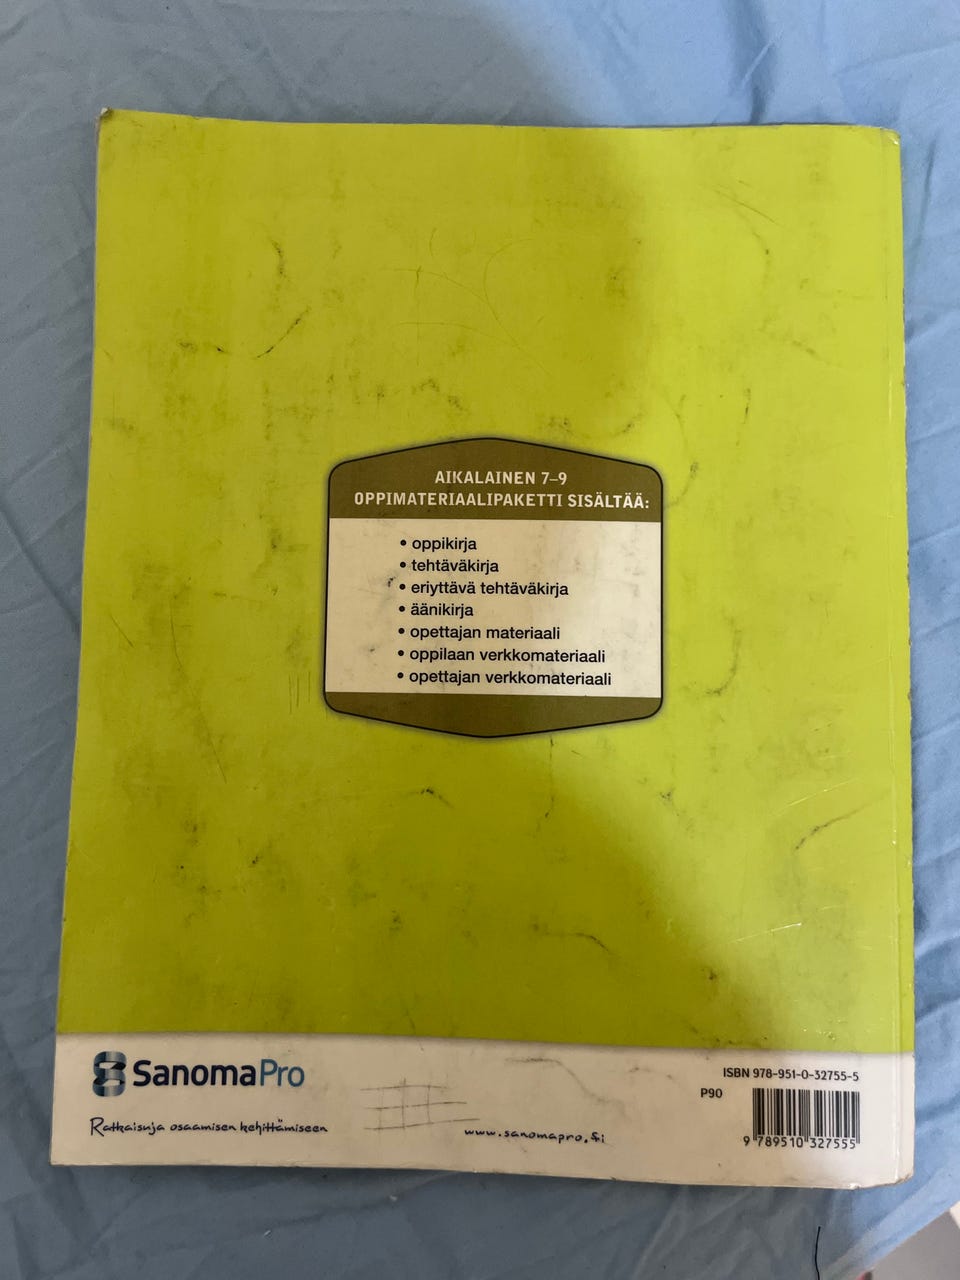 AIKALAINEN 7–9
OPPIMATERIAALIPAKETTI SISÄLTÄÄ:
• oppikirja
• tehtäväkirja
• eriyttävä tehtäväkirja
• äänikirja
• opettajan materiaali
• oppilaan verkkomateriaali
• opettajan verkkomateriaali
SanomaPro
Ratkaisuja osaamisen kehittämiseen
www.sanomapro.fi
ISBN 978-951-0-32755-5
P90
9 789510 327555